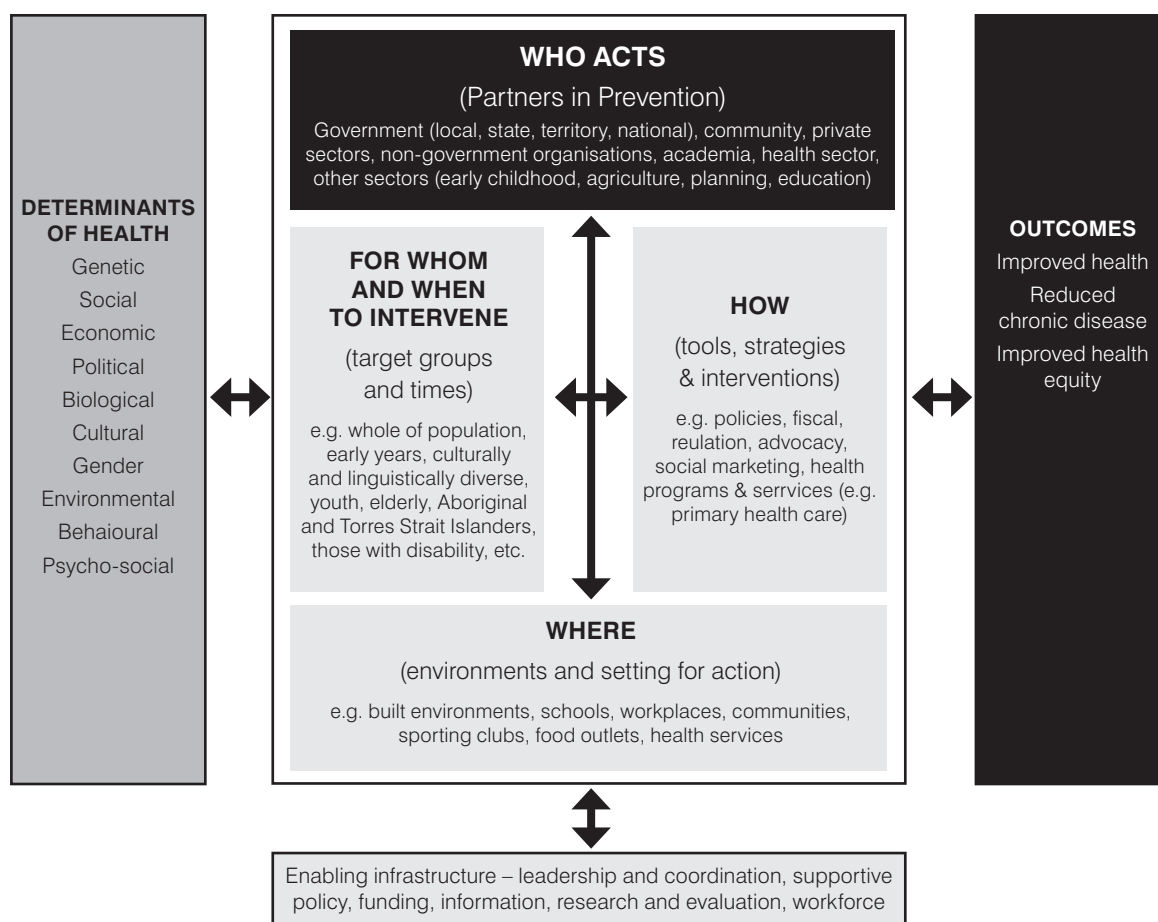 DETERMINANTS
OF HEALTH
Genetic
Social
Economic
Political
Biological
Cultural
Gender
Environmental
Behaioural
Psycho-social
WHO ACTS
(Partners in Prevention)
Government (local, state, territory, national), community, private
sectors, non-government organisations, academia, health sector,
other sectors (early childhood, agriculture, planning, education)
FOR WHOM
AND WHEN
TO INTERVENE
(target groups
and times)
e.g. whole of population,
early years, culturally
and linguistically diverse,
youth, elderly, Aboriginal
and Torres Strait Islanders,
those with disability, etc.
HOW
(tools, strategies
& interventions)
e.g. policies, fiscal,
reulation, advocacy,
social marketing, health
programs & serrvices (e.g.
primary health care)
WHERE
(environments and setting for action)
e.g. built environments, schools, workplaces, communities,
sporting clubs, food outlets, health services
OUTCOMES
Improved health
Reduced
chronic disease
Improved health
equity
Enabling infrastructure – leadership and coordination, supportive
policy, funding, information, research and evaluation, workforce